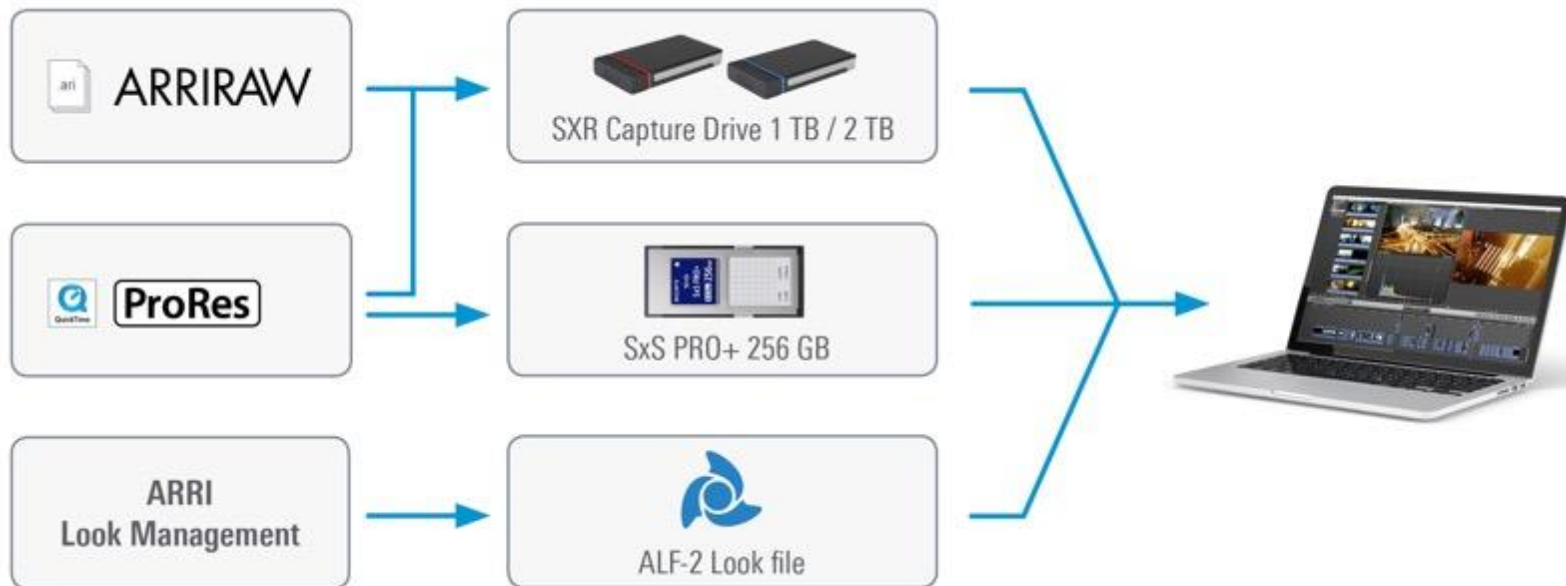 ari
ARRIRAW
SXR Capture Drive 1 TB / 2 TB
QuickTime
ProRes
SxS PRO+ 256 GB
ARRI
Look Management
ALF-2 Look file